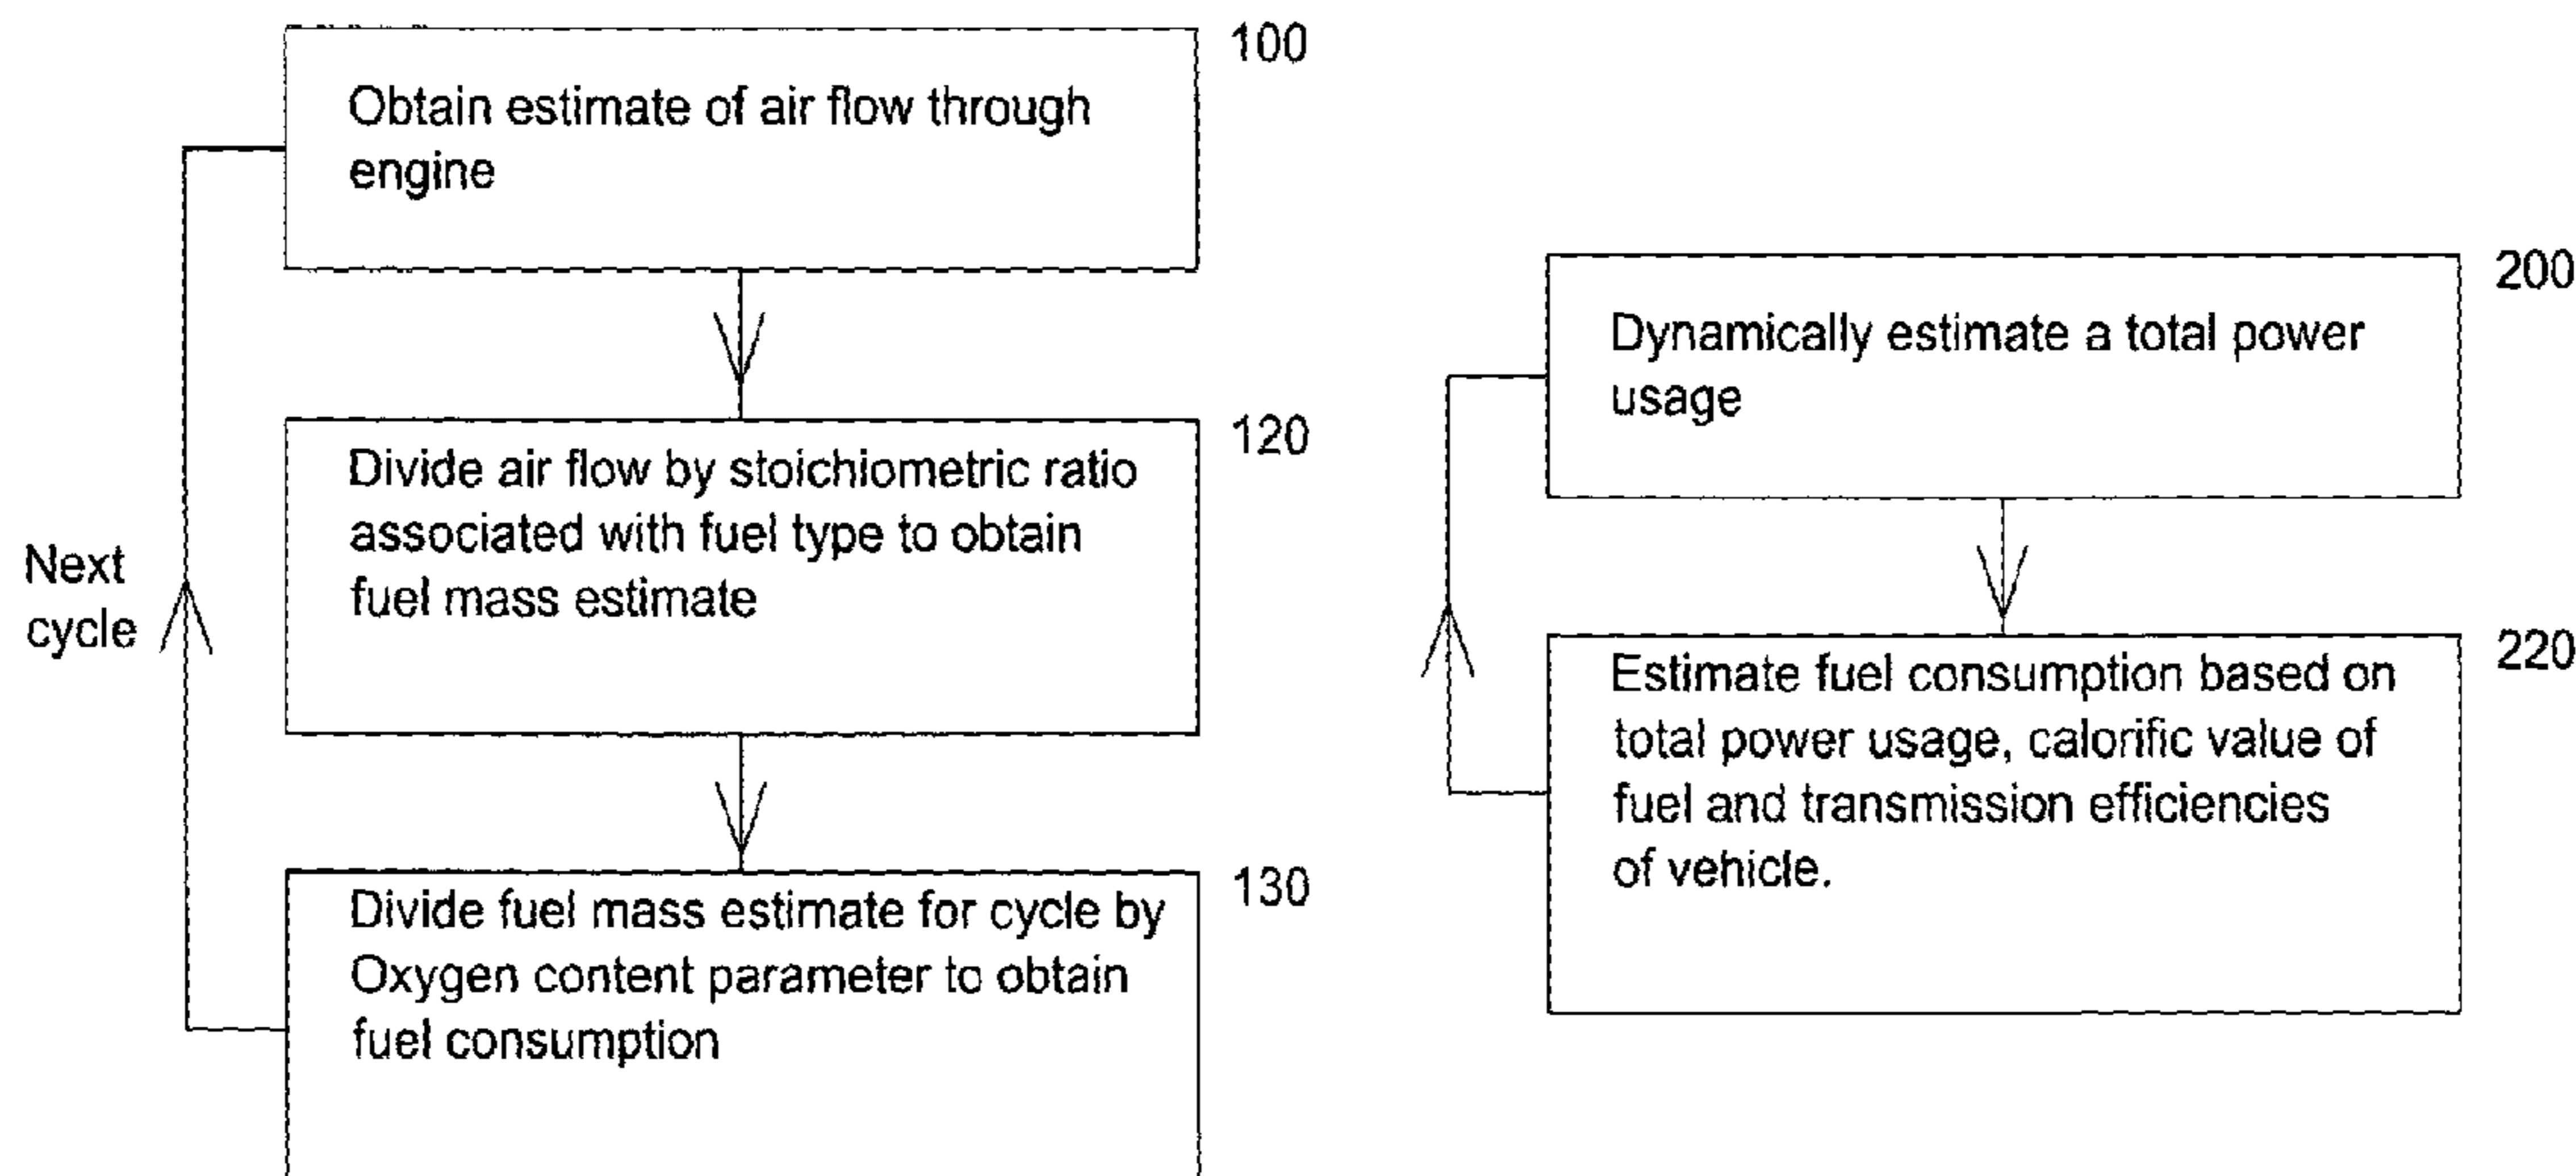 100
Obtain estimate of air flow through
engine
120
Divide air flow by stoichiometric ratio
associated with fuel type to obtain
fuel mass estimate
Next
cycle
130
Divide fuel mass estimate for cycle by
Oxygen content parameter to obtain
fuel consumption
200
Dynamically estimate a total power
usage
220
Estimate fuel consumption based on
total power usage, calorific value of
fuel and transmission efficiencies
of vehicle.